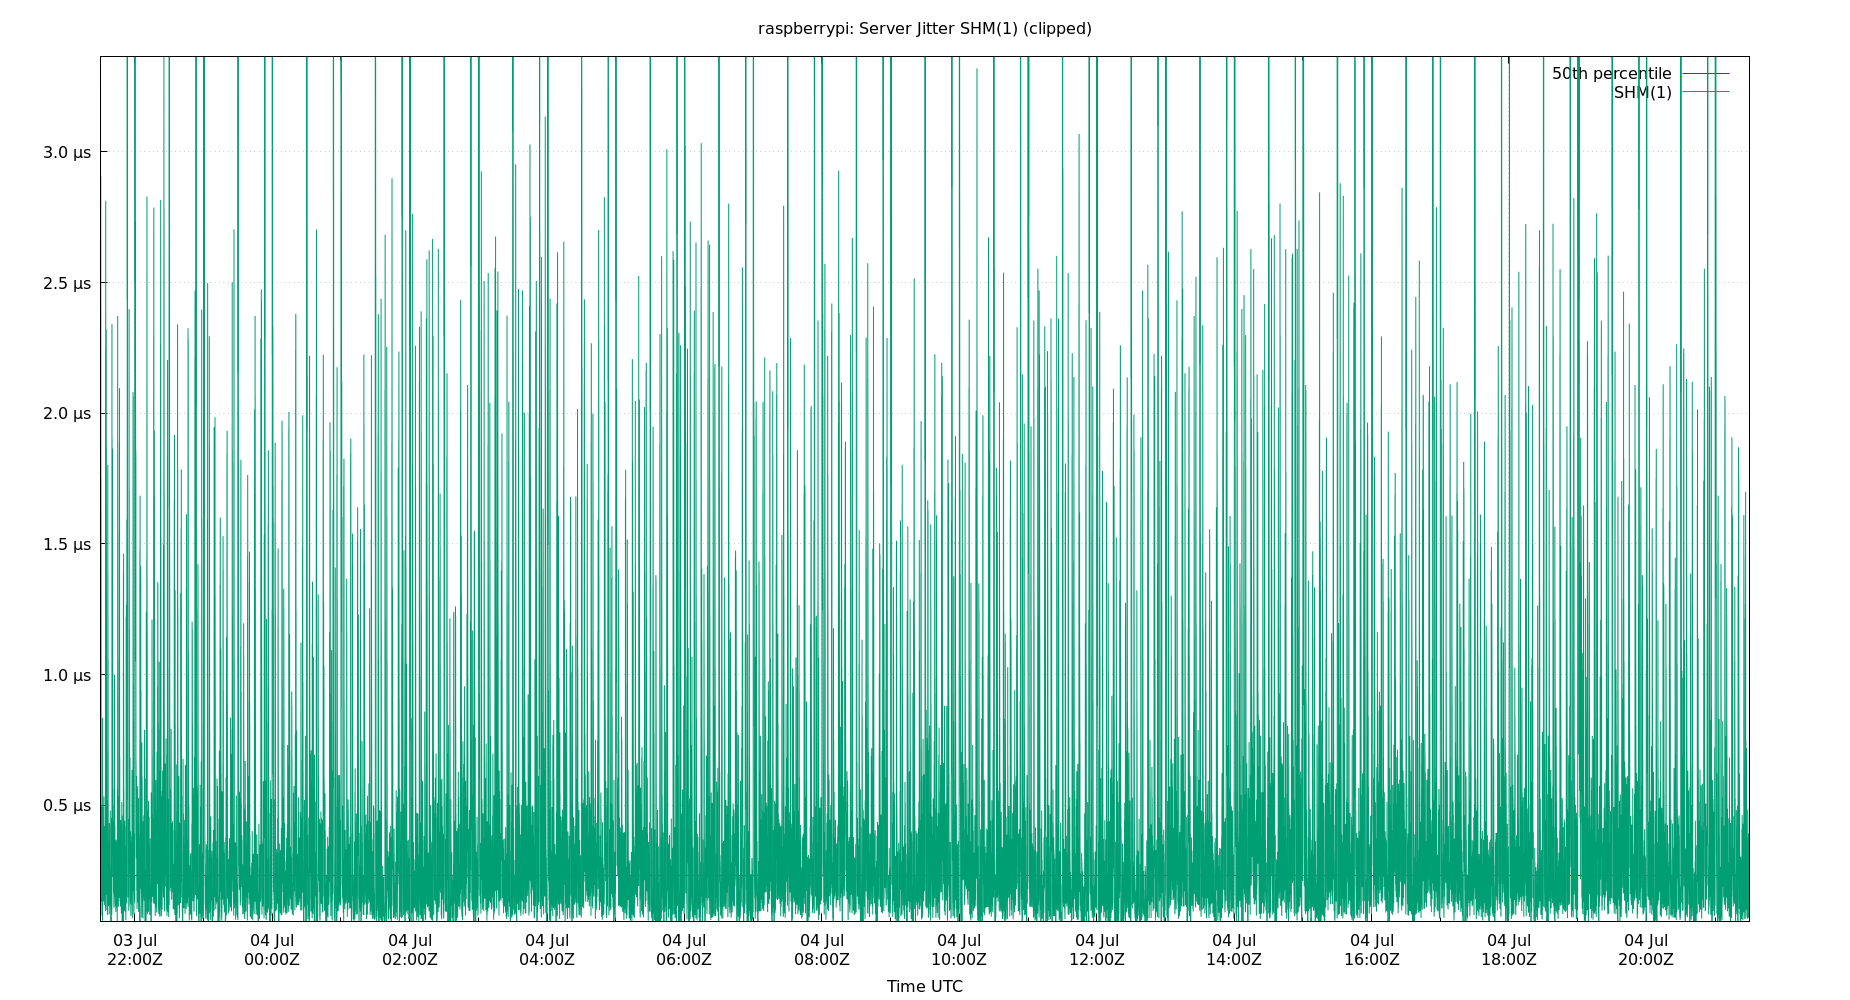 raspberrypi: Server Jitter SHM(1) (clipped)
50th percentile
SHM(1)
3.0 µs
2.5 µs
2.0 µs
1.5 µs
1.0 µs
0.5 µs
03 Jul 04 Jul 04 Jul 04 Jul 04 Jul 04 Jul 04 Jul 04 Jul 04 Jul 04 Jul 04 Jul 04 Jul
22:00Z 00:00Z 02:00Z 04:00Z 06:00Z 08:00Z 10:00Z 12:00Z 14:00Z 16:00Z 18:00Z 20:00Z
Time UTC